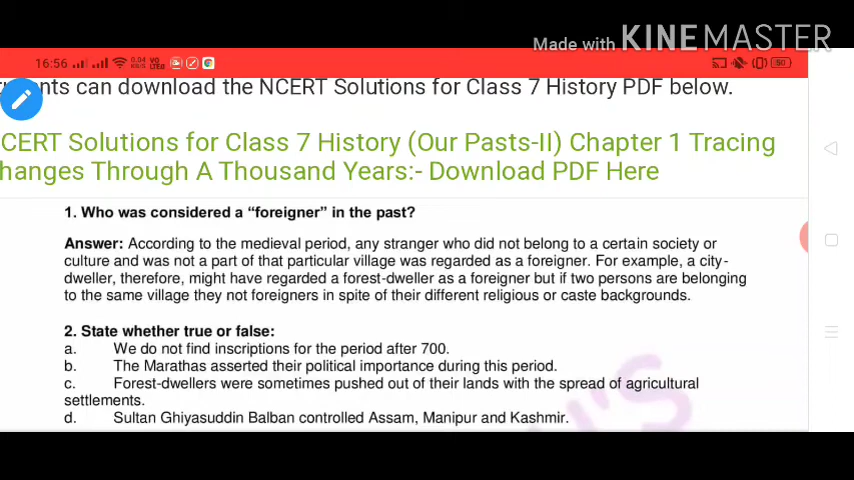 Made with KINEMASTER
16:56 0.04 KB/S VO LTE 50
nts can download the NCERT Solutions for Class 7 History PDF below.
CERT Solutions for Class 7 History (Our Pasts-II) Chapter 1 Tracing
hanges Through A Thousand Years:- Download PDF Here
1. Who was considered a “foreigner” in the past?
Answer: According to the medieval period, any stranger who did not belong to a certain society or
culture and was not a part of that particular village was regarded as a foreigner. For example, a city-
dweller, therefore, might have regarded a forest-dweller as a foreigner but if two persons are belonging
to the same village they not foreigners in spite of their different religious or caste backgrounds.
2. State whether true or false:
a. We do not find inscriptions for the period after 700.
b. The Marathas asserted their political importance during this period.
c. Forest-dwellers were sometimes pushed out of their lands with the spread of agricultural
settlements.
d. Sultan Ghiyasuddin Balban controlled Assam, Manipur and Kashmir.